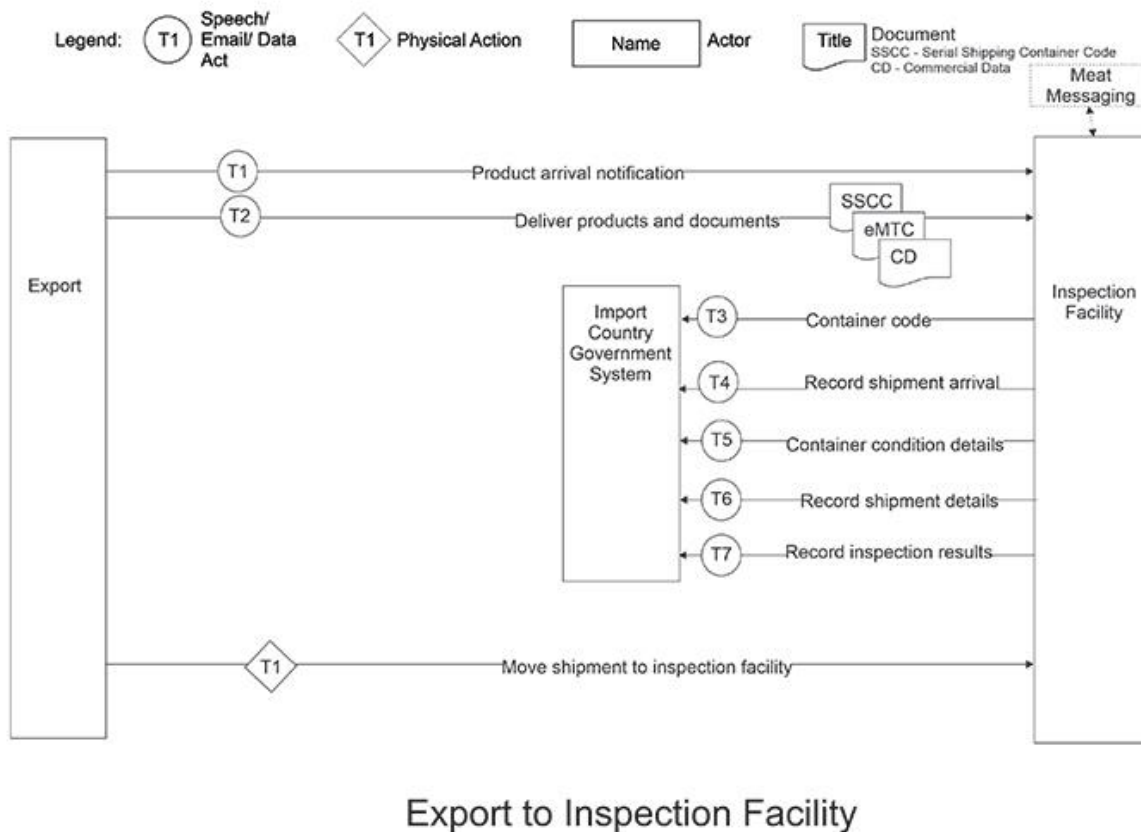 Legend:
T1
Speech/
Email/ Data
Act
T1
Physical Action
Name
Actor
Title
Document
SSCC - Serial Shipping Container Code
CD - Commercial Data
Meat
Messaging
T1
Product arrival notification
T2
Deliver products and documents
SSCC
eMTC
CD
Export
Inspection
Facility
Import
Country
Government
System
T3
Container code
T4
Record shipment arrival
T5
Container condition details
T6
Record shipment details
T7
Record inspection results
T1
Move shipment to inspection facility
Export to Inspection Facility